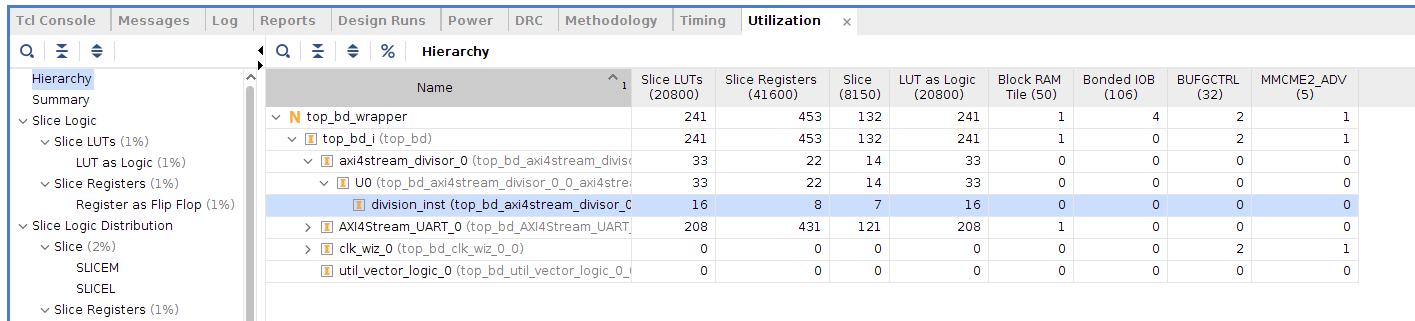 Tcl Console Messages Log Reports Design Runs Power DRC Methodology Timing Utilization ×
% Hierarchy
Hierarchy
Summary
Slice Logic
Slice LUTs (1%)
LUT as Logic (1%)
Slice Registers (1%)
Register as Flip Flop (1%)
Slice Logic Distribution
Slice (2%)
SLICEM
SLICEL
Slice Registers (1%)
Name 1 Slice LUTs (20800) Slice Registers (41600) Slice (8150) LUT as Logic (20800) Block RAM Tile (50) Bonded IOB (106) BUFGCTRL (32) MMCME2_ADV (5)
N top_bd_wrapper 241 453 132 241 1 4 2 1
I top_bd_i (top_bd) 241 453 132 241 1 0 2 1
I axi4stream_divisor_0 (top_bd_axi4stream_diviso 33 22 14 33 0 0 0 0
I U0 (top_bd_axi4stream_divisor_0_0_axi4strea 33 22 14 33 0 0 0 0
I division_inst (top_bd_axi4stream_divisor_0 16 8 7 16 0 0 0 0
I AXI4Stream_UART_0 (top_bd_AXI4Stream_UART_ 208 431 121 208 1 0 0 0
I clk_wiz_0 (top_bd_clk_wiz_0_0) 0 0 0 0 0 0 2 1
I util_vector_logic_0 (top_bd_util_vector_logic_0_ 0 0 0 0 0 0 0 0